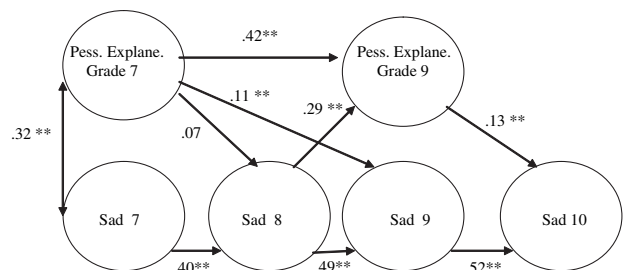 Pess. Explane.
Grade 7
.42**
Pess. Explane.
Grade 9
.11 **
.29 **
.32 **
.07
.13 **
Sad 7
Sad 8
Sad 9
Sad 10
.40**
.49**
.52**